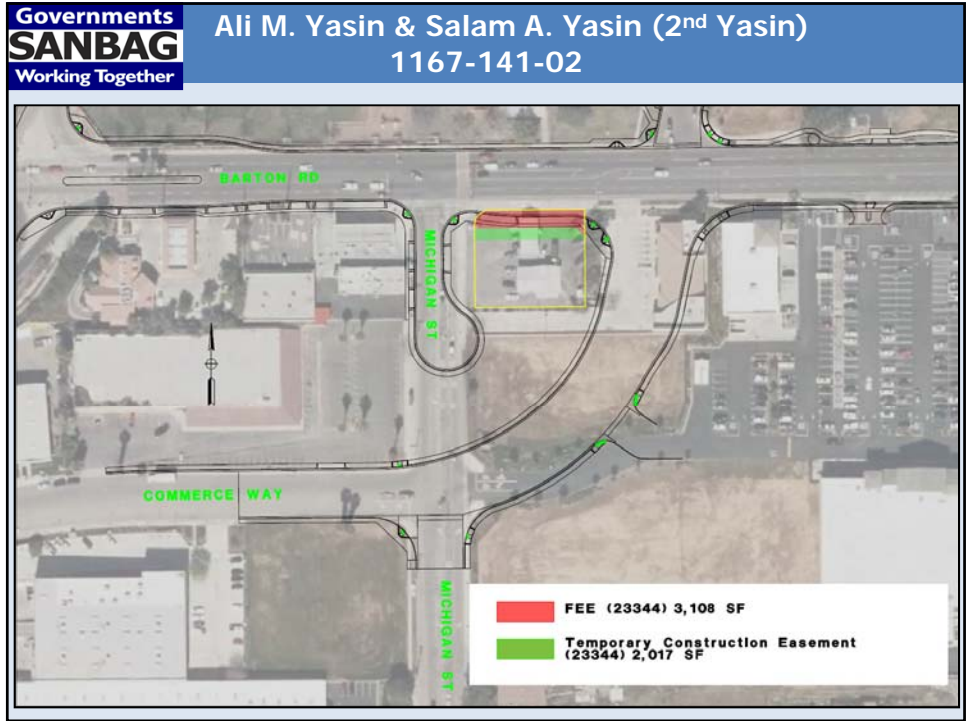 Governments
SANBAG
Working Together
Ali M. Yasin & Salam A. Yasin (2nd Yasin)
1167-141-02
BARTON RD
MICHIGAN ST
COMMERCE WAY
MICHIGAN ST
FEE (23344) 3,108 SF
Temporary Construction Easement
(23344) 2,017 SF